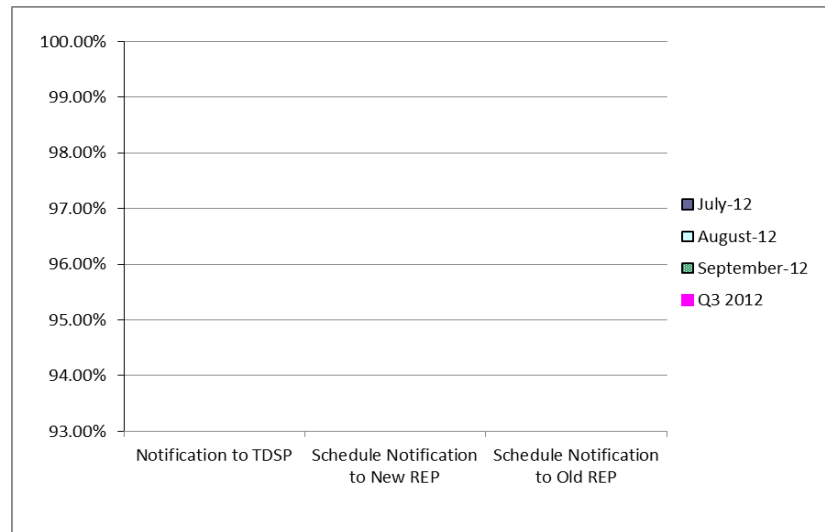 100.00%
99.00%
98.00%
97.00%
96.00%
95.00%
94.00%
93.00%
Notification to TDSP
Schedule Notification
to New REP
Schedule Notification
to Old REP
July-12
August-12
September-12
Q3 2012